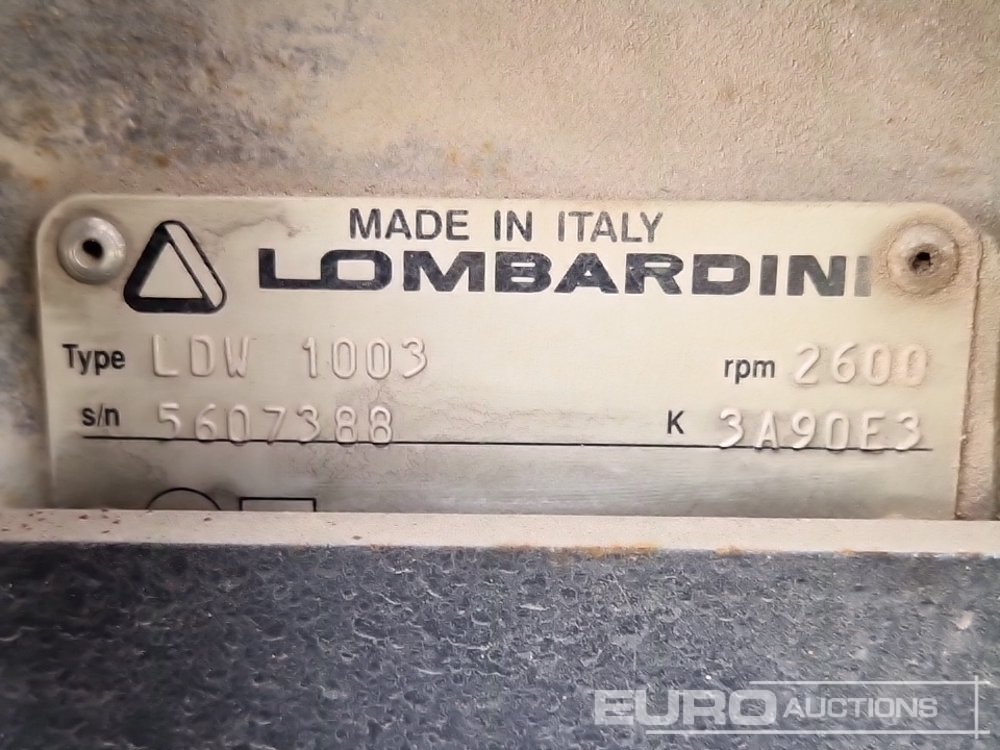 MADE IN ITALY
LOMBARDINI
Type LDW 1003 rpm 2600
s/n 5607388 K 3A90E3
EURO AUCTIONS